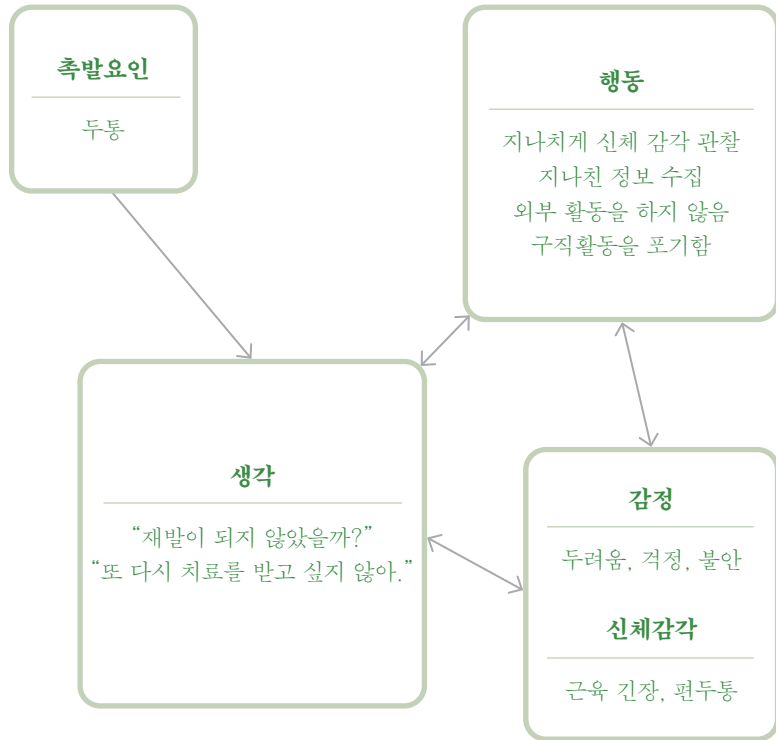 촉발요인
두통
행동
지나치게 신체 감각 관찰
지나친 정보 수집
외부 활동을 하지 않음
구직활동을 포기함
생각
“재발이 되지 않았을까?”
“또 다시 치료를 받고 싶지 않아.”
감정
두려움, 걱정, 불안
신체감각
근육 긴장, 편두통